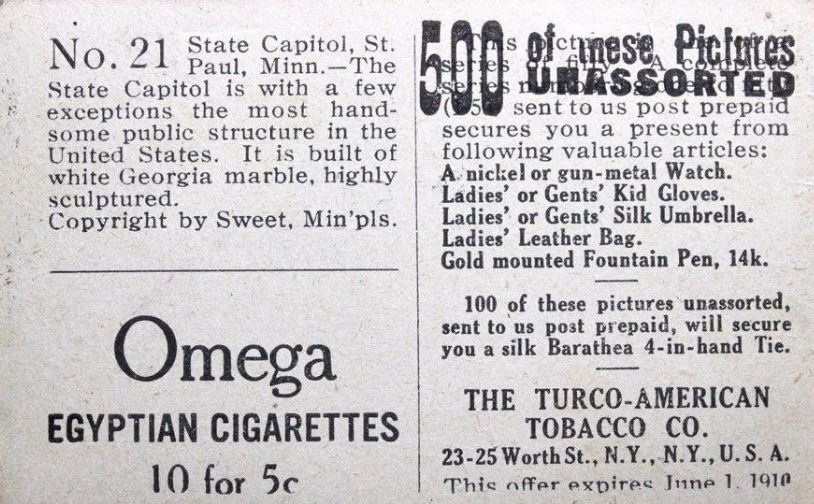 No. 21 State Capitol, St.
Paul, Minn.—The
State Capitol is with a few
exceptions the most hand-
some public structure in the
United States. It is built of
white Georgia marble, highly
sculptured.
Copyright by Sweet, Min'pls.
Omega
EGYPTIAN CIGARETTES
10 for 5c
500 of these Pictures
UNASSORTED
sent to us post prepaid
secures you a present from
following valuable articles:
A nickel or gun-metal Watch.
Ladies' or Gents' Kid Gloves.
Ladies' or Gents' Silk Umbrella.
Ladies' Leather Bag.
Gold mounted Fountain Pen, 14k.
100 of these pictures unassorted,
sent to us post prepaid, will secure
you a silk Barathea 4-in-hand Tie.
THE TURCO-AMERICAN
TOBACCO CO.
23-25 Worth St., N.Y., N.Y., U.S.A.
This offer expires June 1, 1910